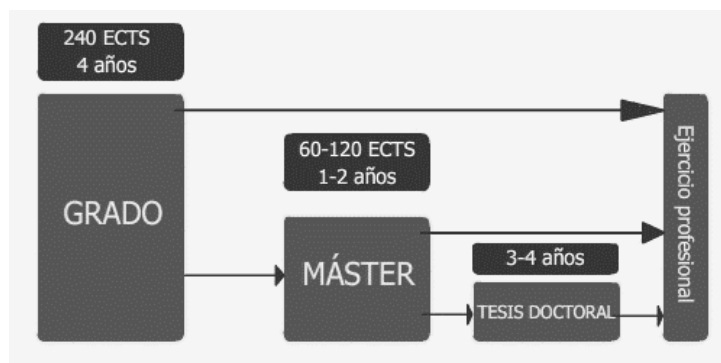 240 ECTS
4 años
GRADO
60-120 ECTS
1-2 años
MÁSTER
3-4 años
TESIS DOCTORAL
Ejercicio profesional